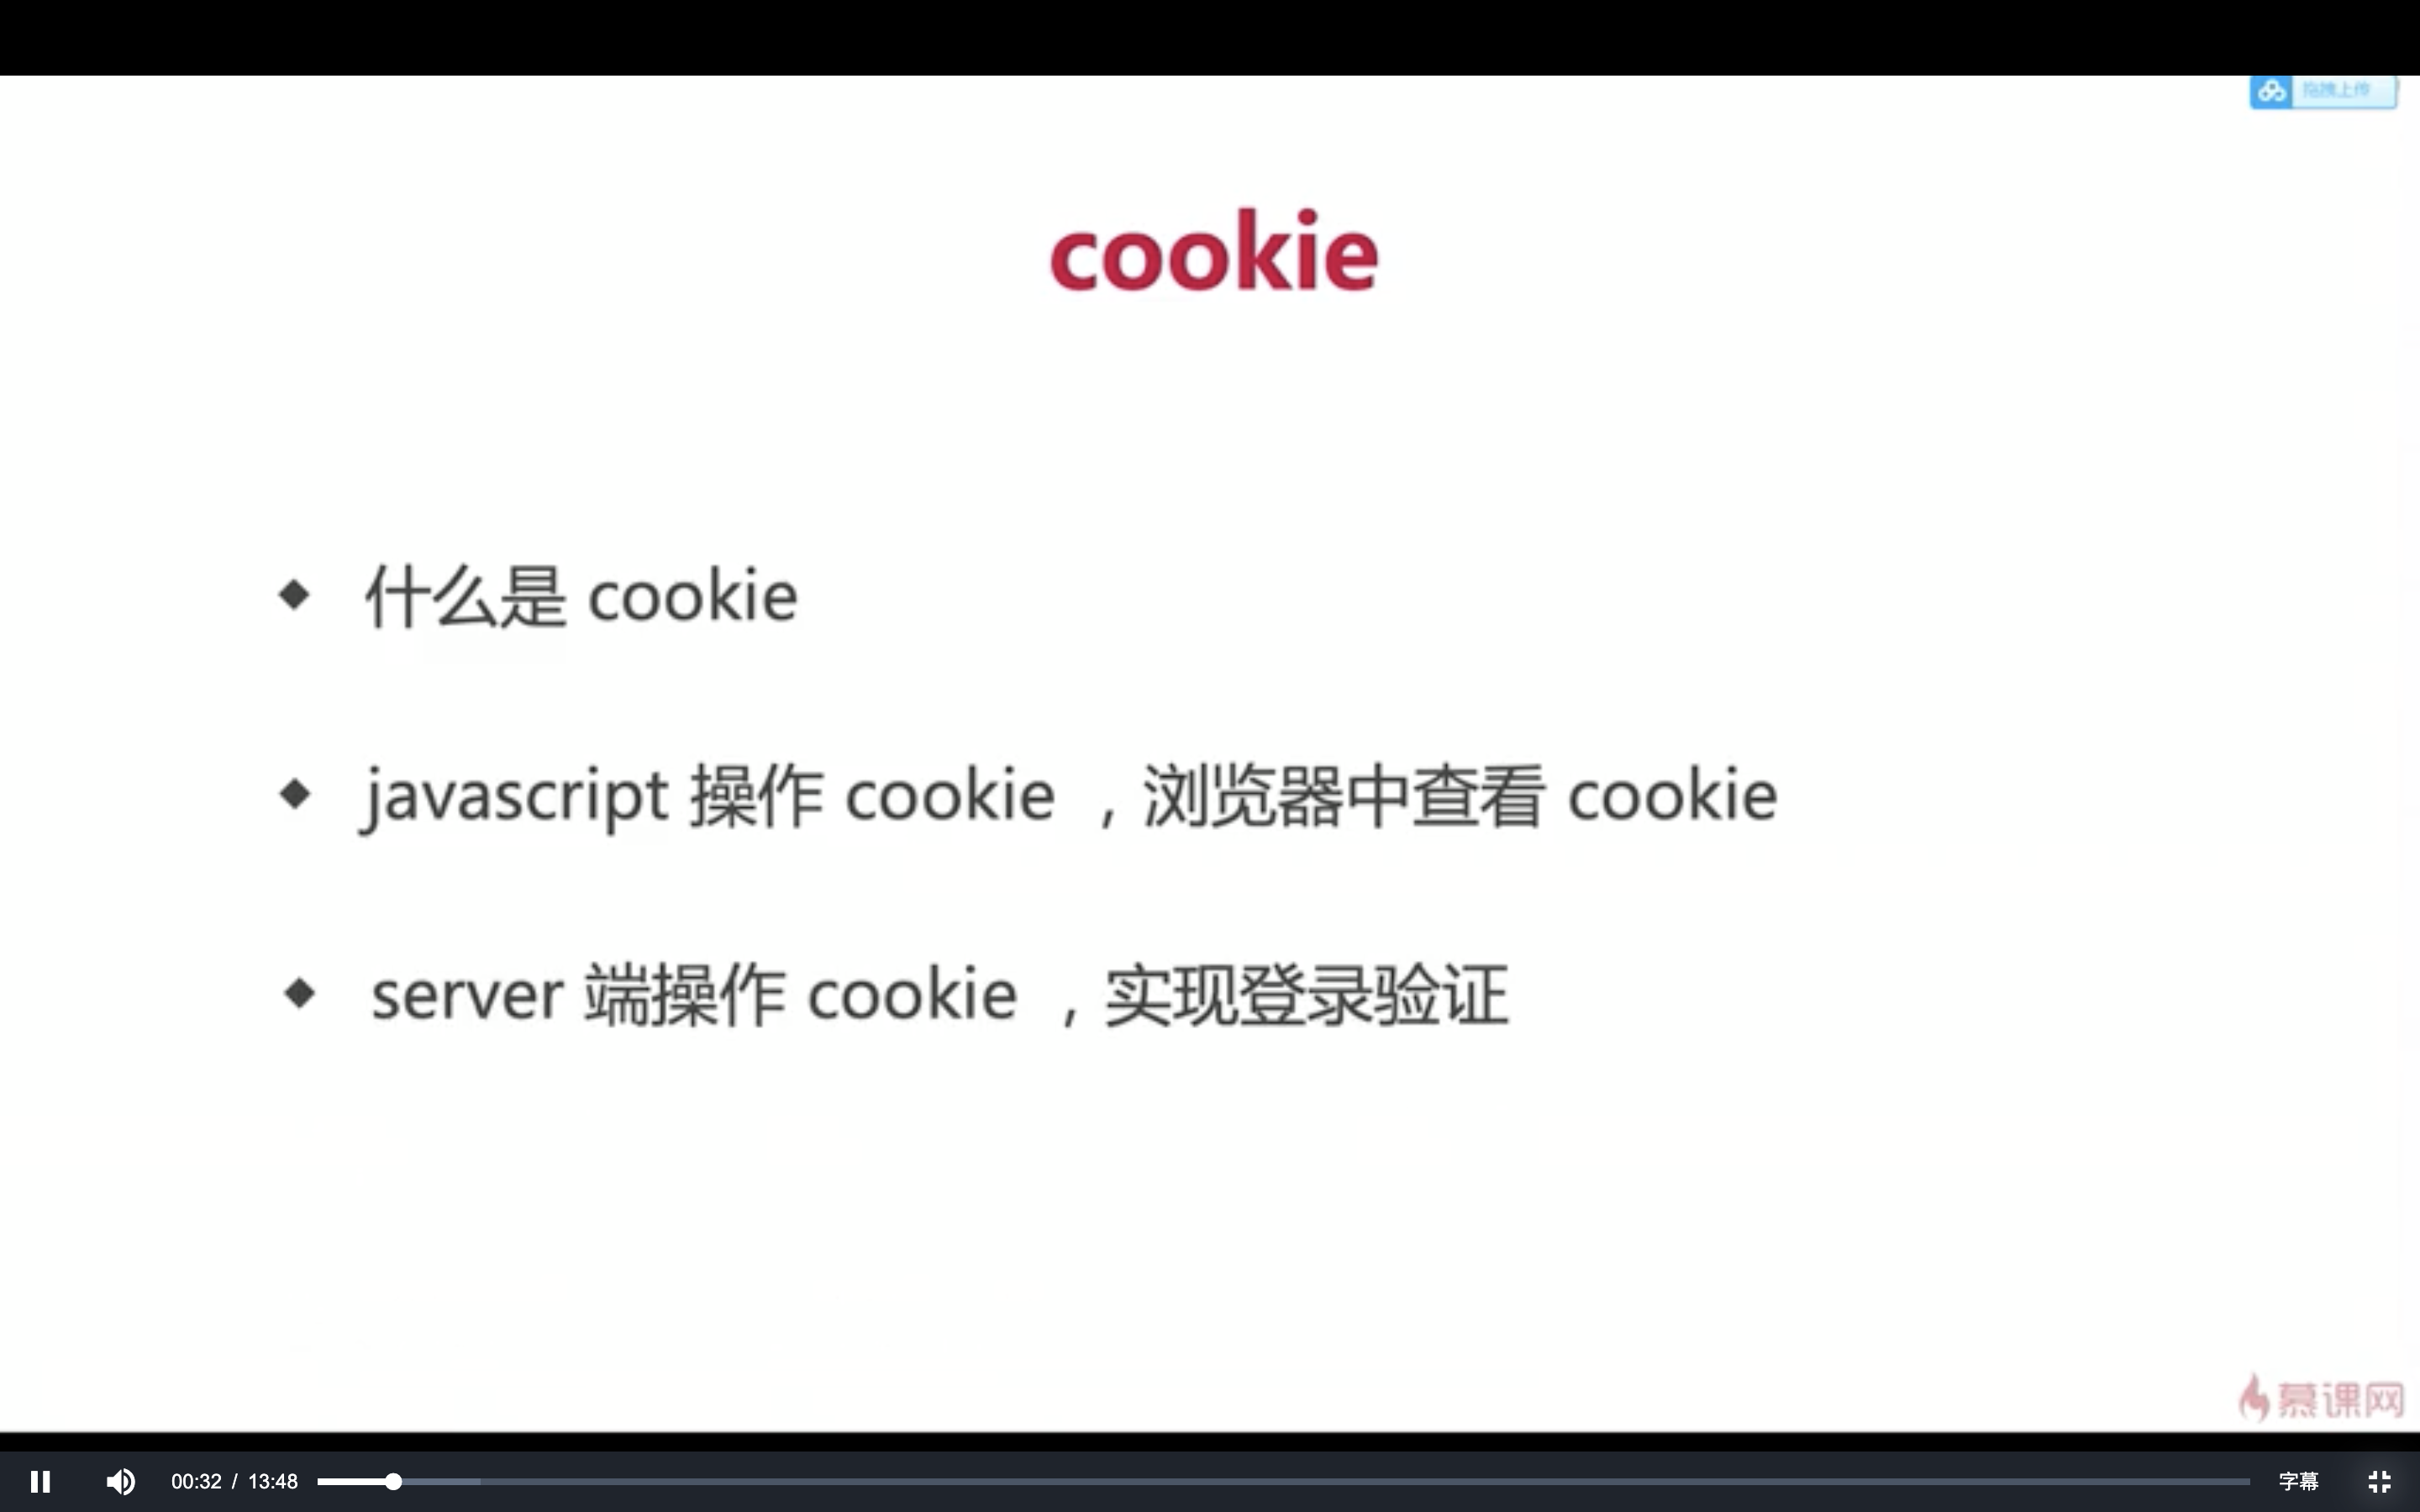 拖拽上传
cookie
◆ 什么是 cookie
◆ javascript 操作 cookie ，浏览器中查看 cookie
◆ server 端操作 cookie ，实现登录验证
慕课网
00:32 / 13:48
字幕